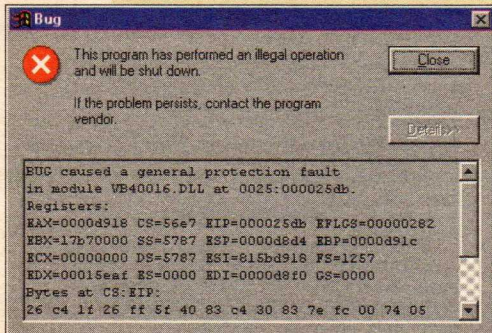 Bug
This program has performed an illegal operation
and will be shut down.
If the problem persists, contact the program
vendor.
Close
Details>>
BUG caused a general protection fault
in module VB40016.DLL at 0025:000025db.
Registers:
EAX=0000d918 CS=56e7 EIP=000025db EFLGS=00000282
EBX=17b70000 SS=5787 ESP=0000d8d4 EBP=0000d91c
ECX=00000000 DS=5787 ESI=815bd918 FS=1257
EDX=00015eaf ES=0000 EDI=0000d8f0 GS=0000
Bytes at CS:EIP:
26 c4 1f 26 ff 5f 40 83 c4 30 83 7e fc 00 74 05